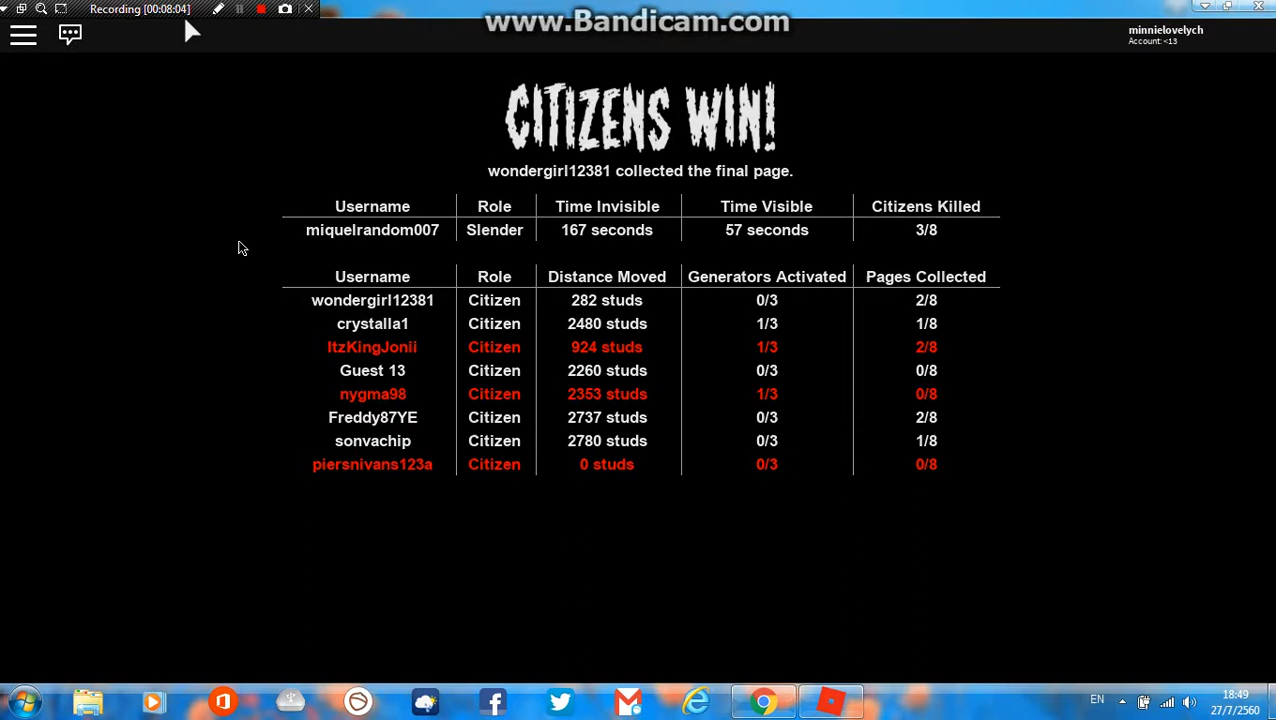 Recording [00:08:04]
www.Bandicam.com
minnielovelych
Account: <13
CITIZENS WIN!
wondergirl12381 collected the final page.
Username Role Time Invisible Time Visible Citizens Killed
miquelrandom007 Slender 167 seconds 57 seconds 3/8
Username Role Distance Moved Generators Activated Pages Collected
wondergirl12381 Citizen 282 studs 0/3 2/8
crystalla1 Citizen 2480 studs 1/3 1/8
ItzKingJonii Citizen 924 studs 1/3 2/8
Guest 13 Citizen 2260 studs 0/3 0/8
nygma98 Citizen 2353 studs 1/3 0/8
Freddy87YE Citizen 2737 studs 0/3 2/8
sonvachip Citizen 2780 studs 0/3 1/8
piersnivans123a Citizen 0 studs 0/3 0/8
EN
18:49
27/7/2560